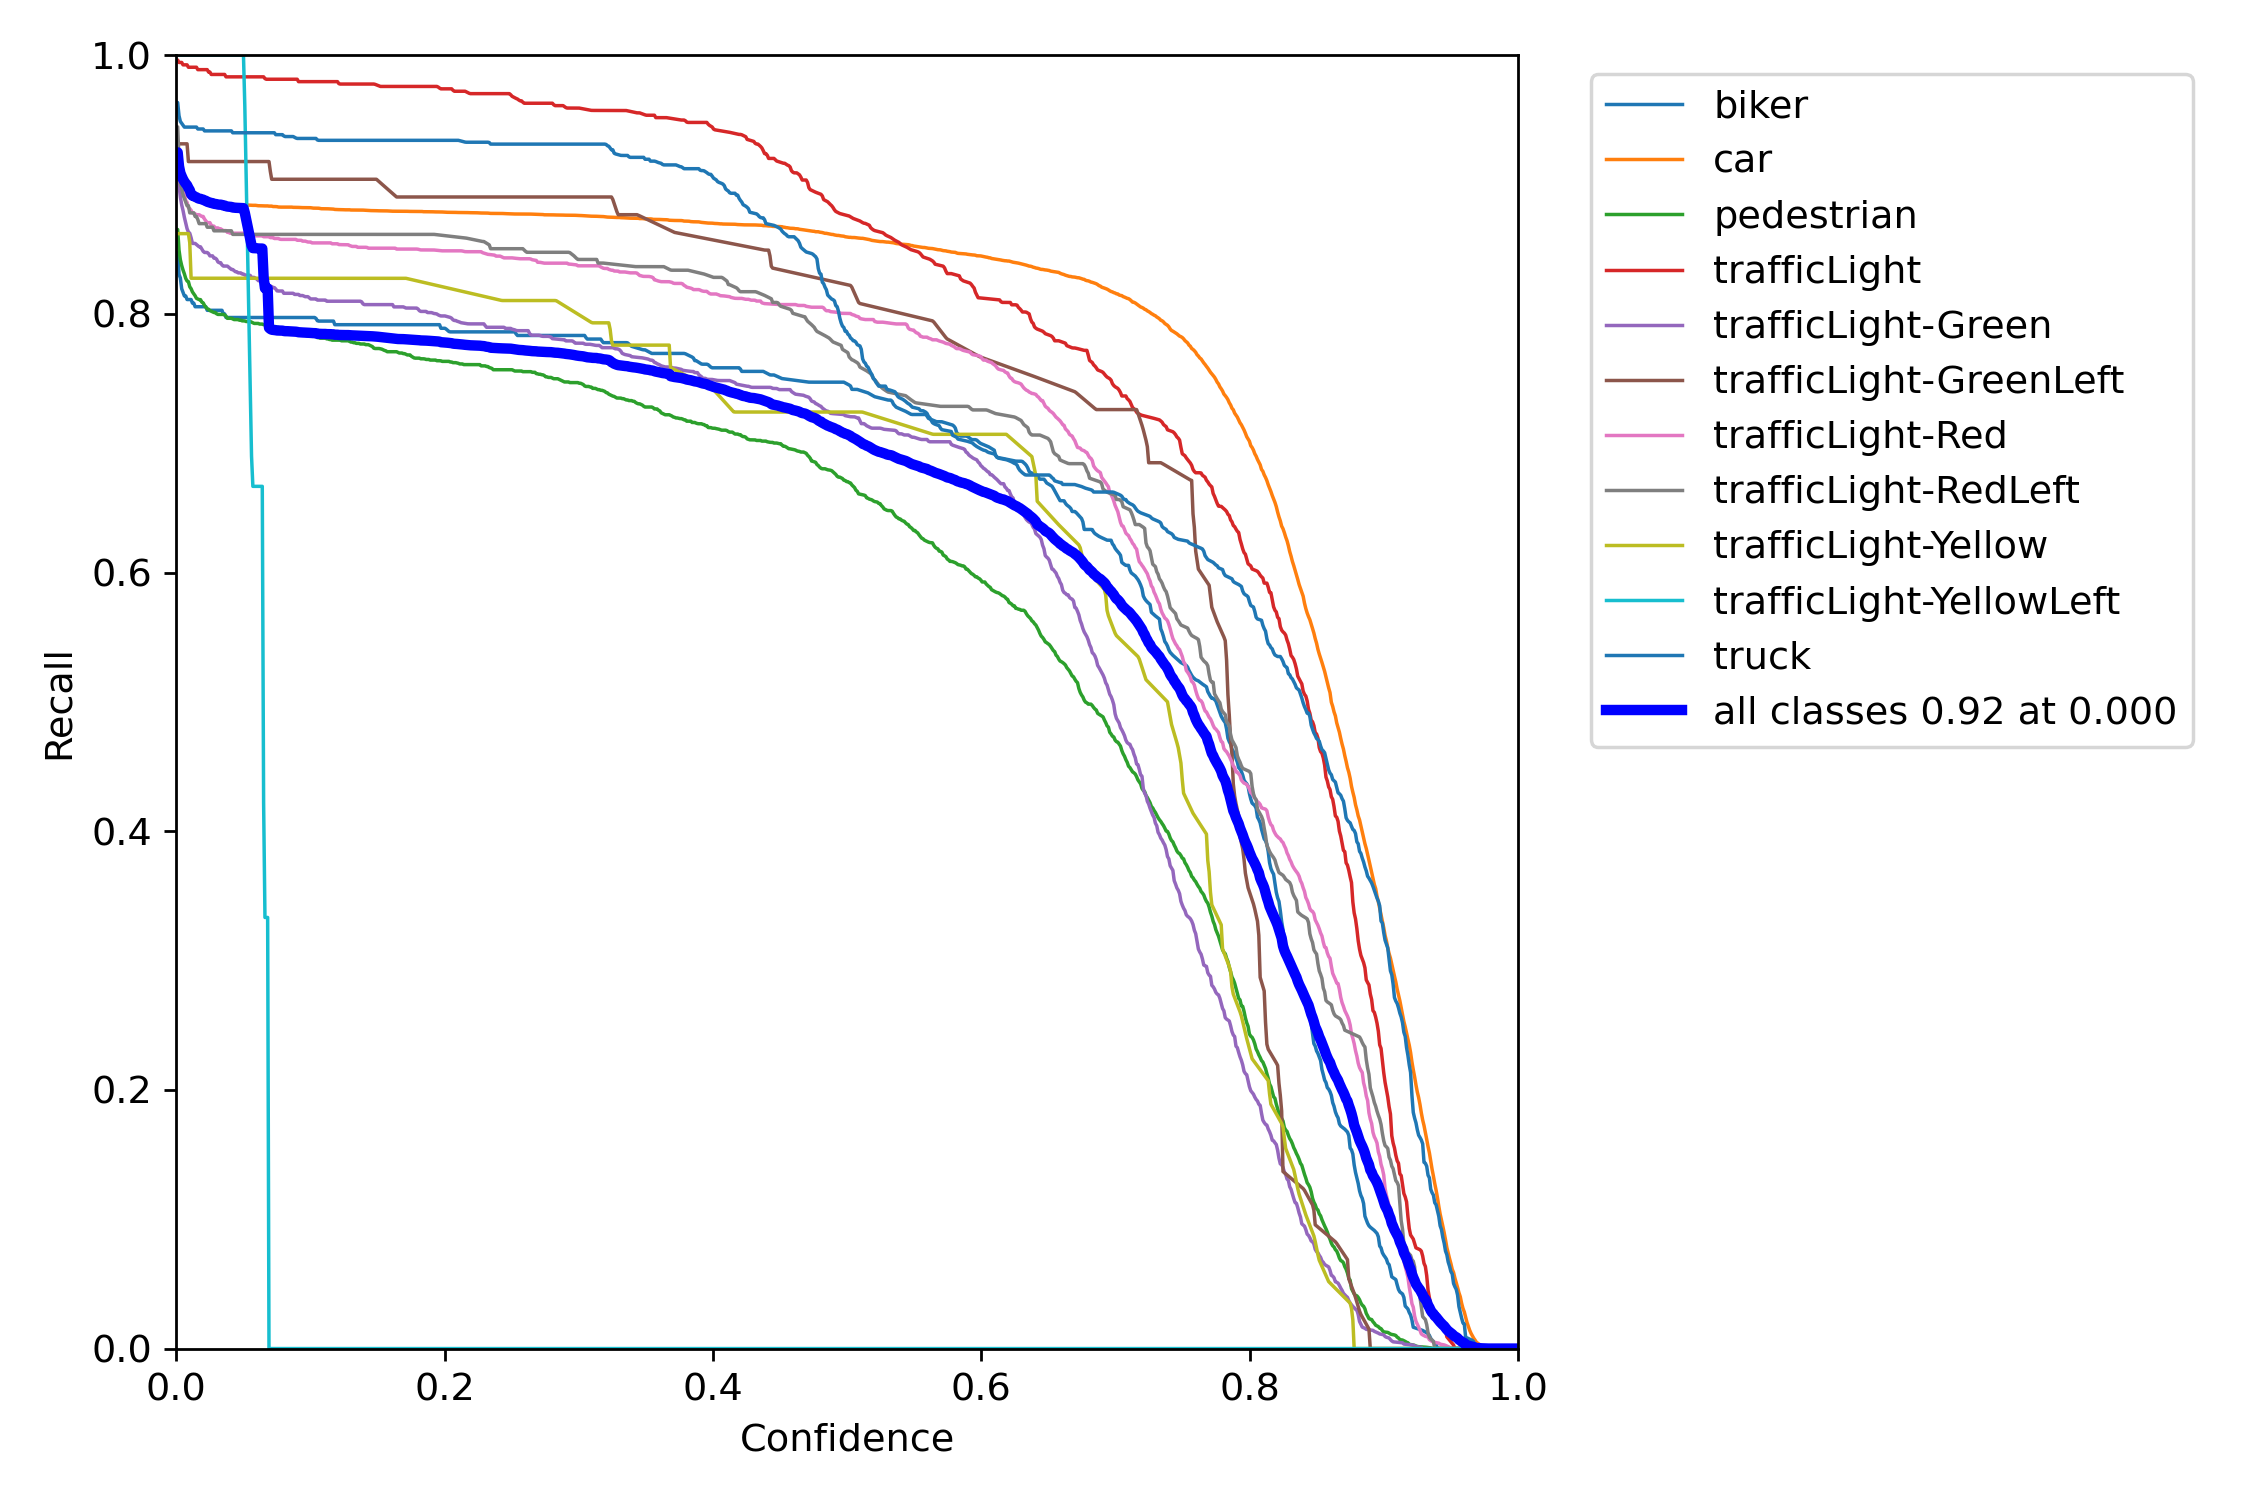 1.0
0.8
0.6
0.4
0.2
0.0
Recall
0.0 0.2 0.4 0.6 0.8 1.0
Confidence
biker
car
pedestrian
trafficLight
trafficLight-Green
trafficLight-GreenLeft
trafficLight-Red
trafficLight-RedLeft
trafficLight-Yellow
trafficLight-YellowLeft
truck
all classes 0.92 at 0.000